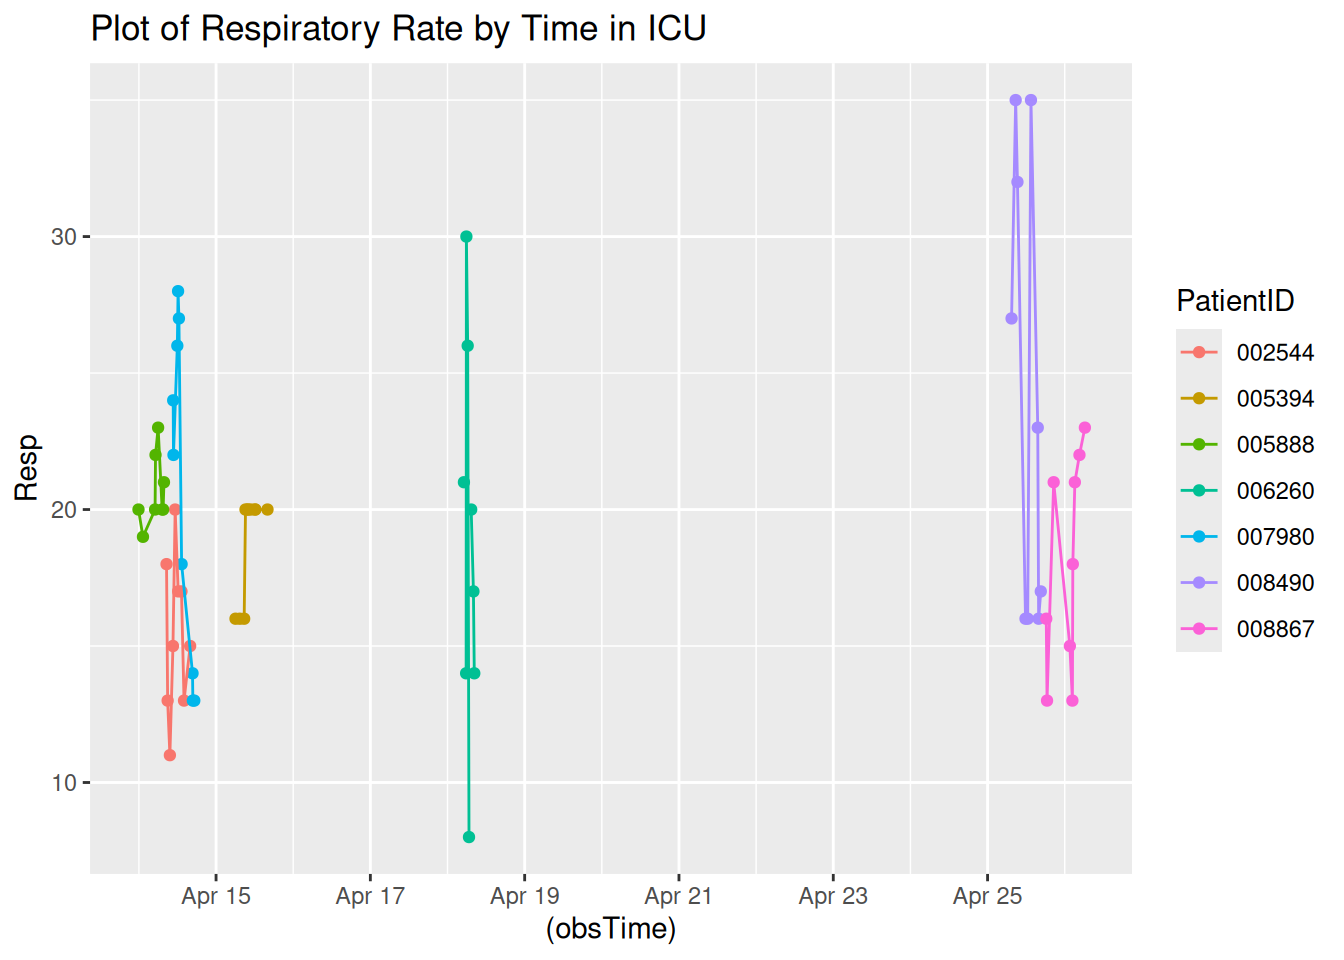 Plot of Respiratory Rate by Time in ICU
Resp
30
20
10
Apr 15
Apr 17
Apr 19
Apr 21
Apr 23
Apr 25
(obsTime)
PatientID
002544
005394
005888
006260
007980
008490
008867